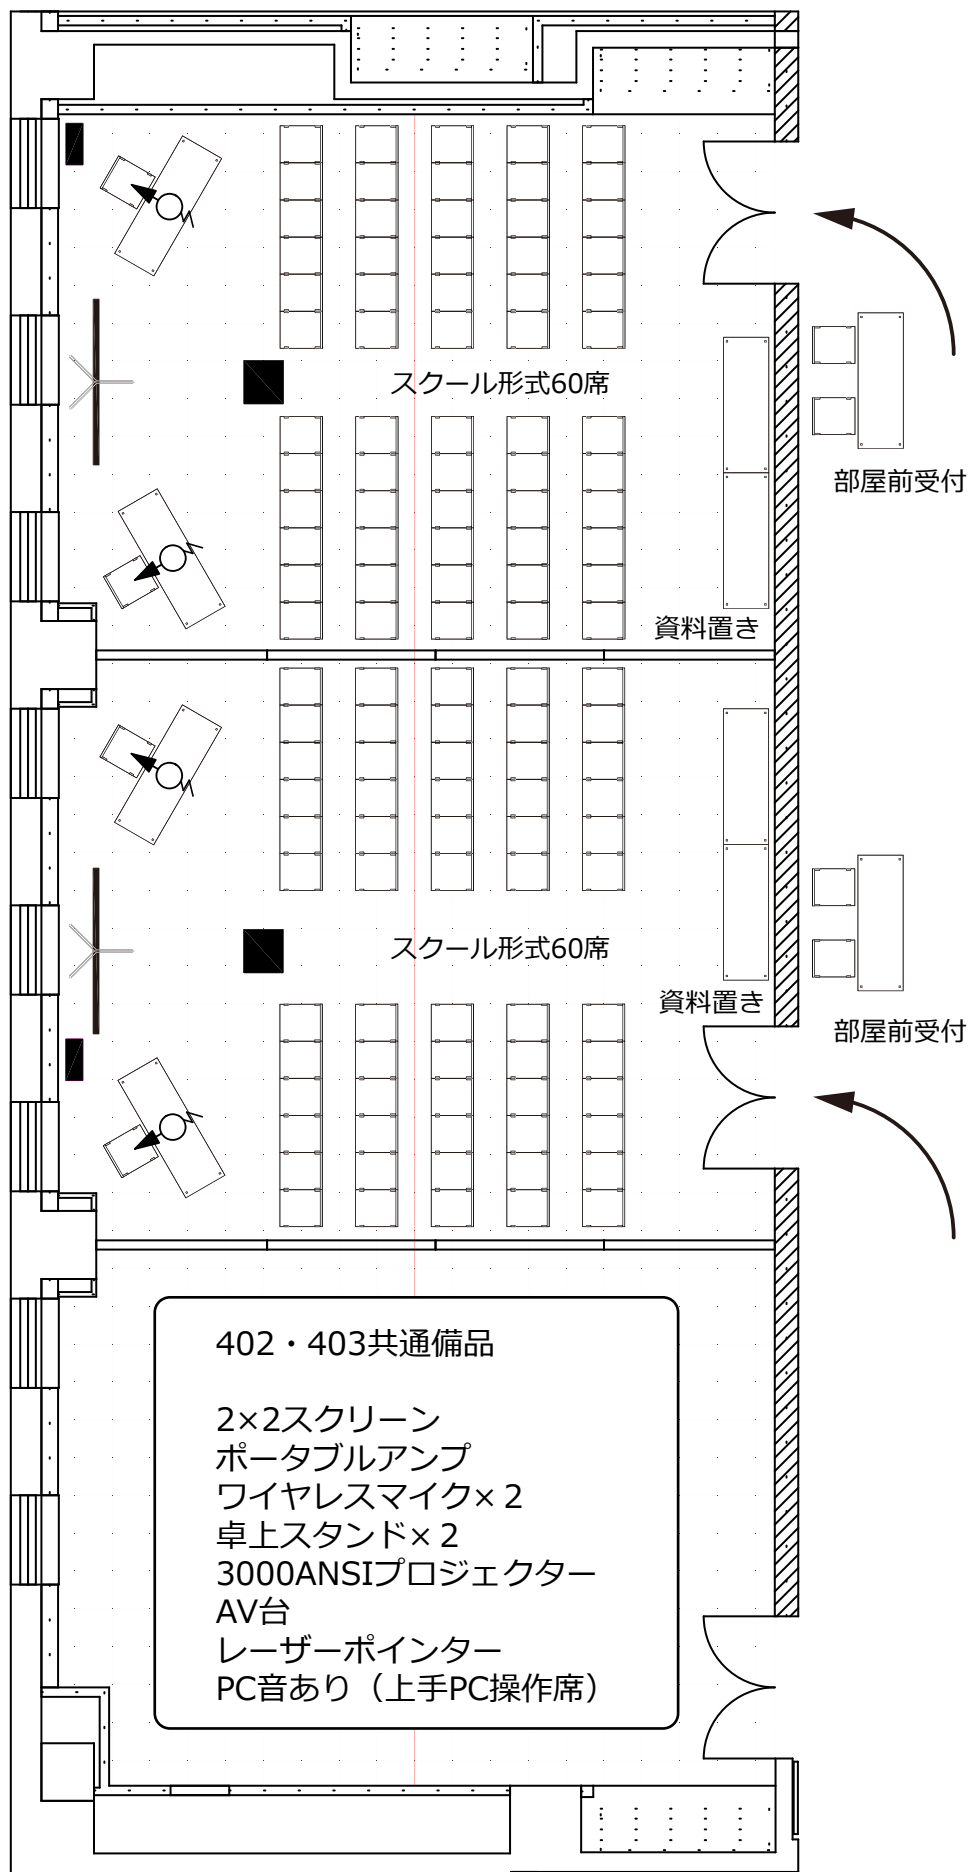 スクール形式60席
部屋前受付
資料置き
スクール形式60席
資料置き
部屋前受付
402・403共通備品
2×2スクリーン
ポータブルアンプ
ワイヤレスマイク×2
卓上スタンド×2
3000ANSIプロジェクター
AV台
レーザーポインター
PC音あり（上手PC操作席）